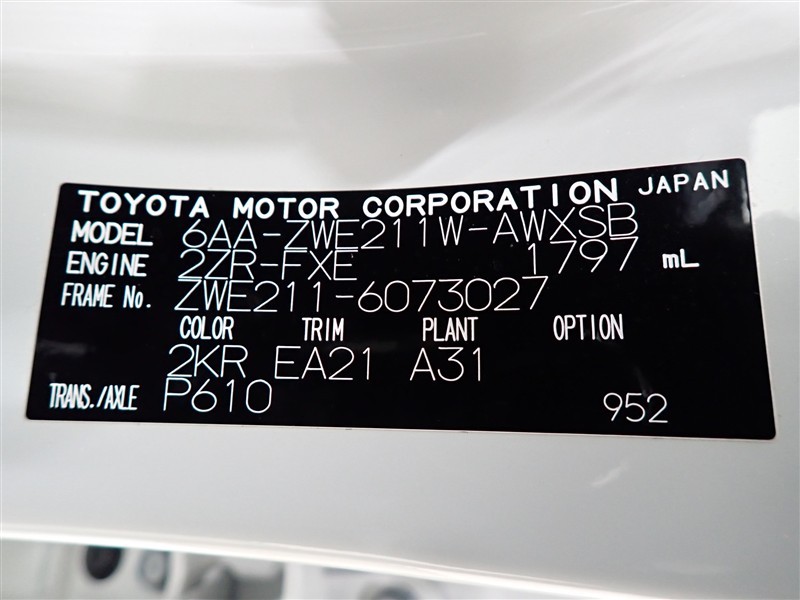 TOYOTA MOTOR CORPORATION JAPAN
MODEL 6AA-ZWE211W-AWXSB
ENGINE 2ZR-FXE 1797 mL
FRAME No. ZWE211-6073027
COLOR TRIM PLANT OPTION
2KR EA21 A31
TRANS./AXLE P610 952